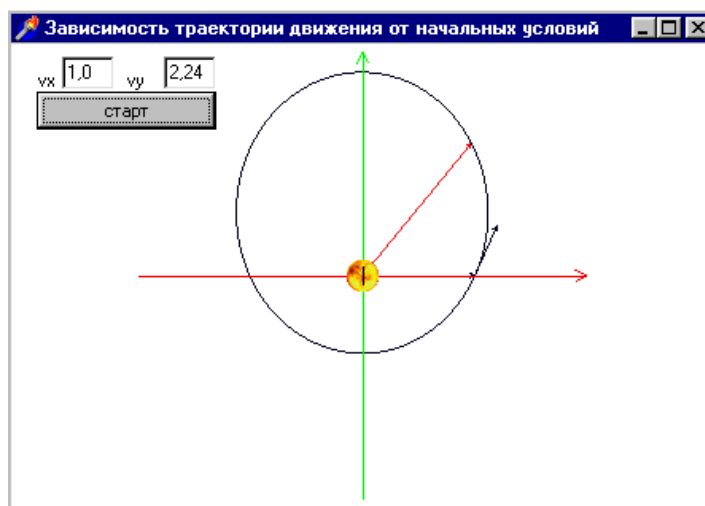 Зависимость траектории движения от начальных условий
vx 1,0 vy 2,24
старт